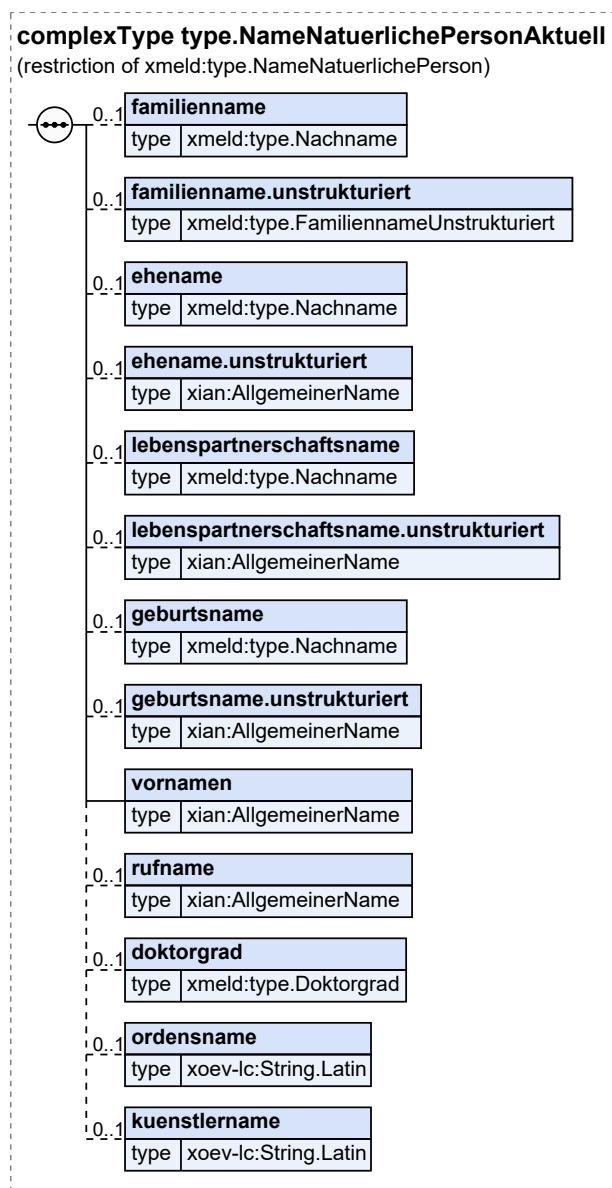 complexType type.NameNatuerlichePersonAktuell
(restriction of xmeld:type.NameNatuerlichePerson)
0..1 familienname
type xmeld:type.Nachname
0..1 familienname.unstrukturiert
type xmeld:type.FamiliennameUnstrukturiert
0..1 ehename
type xmeld:type.Nachname
0..1 ehename.unstrukturiert
type xian:AllgemeinerName
0..1 lebenspartnerschaftsname
type xmeld:type.Nachname
0..1 lebenspartnerschaftsname.unstrukturiert
type xian:AllgemeinerName
0..1 geburtsname
type xmeld:type.Nachname
0..1 geburtsname.unstrukturiert
type xian:AllgemeinerName
vornamen
type xian:AllgemeinerName
0..1 rufname
type xian:AllgemeinerName
0..1 doktorgrad
type xmeld:type.Doktorgrad
0..1 ordensname
type xoev-lc:String.Latin
0..1 kuenstlername
type xoev-lc:String.Latin